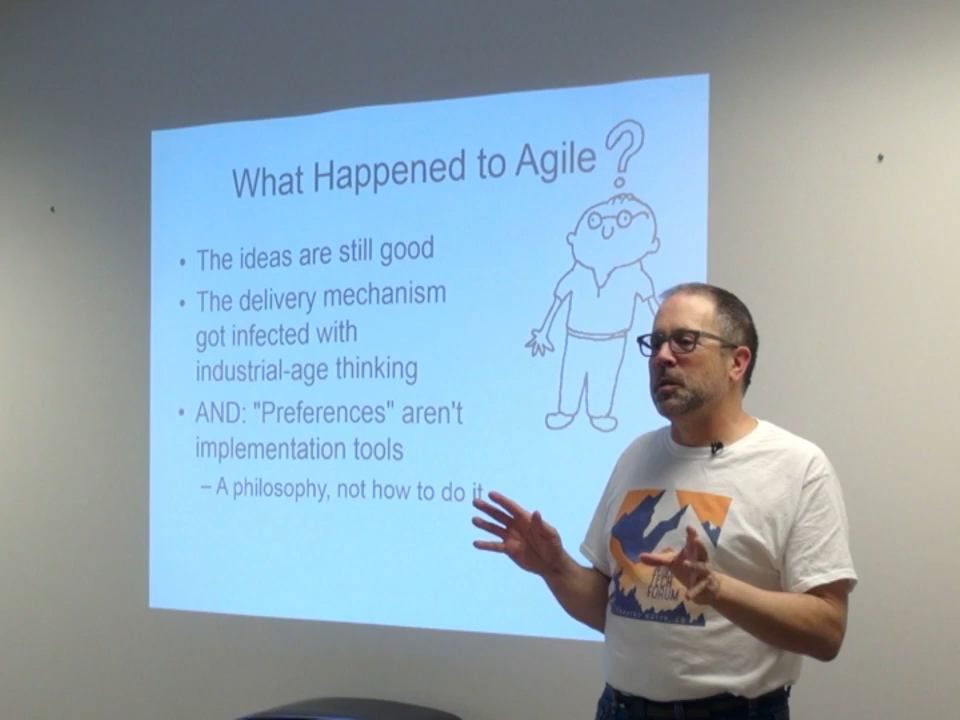 What Happened to Agile ?
• The ideas are still good
• The delivery mechanism
got infected with
industrial-age thinking
• AND: "Preferences" aren't
implementation tools
– A philosophy, not how to do it
TECH
FORUM